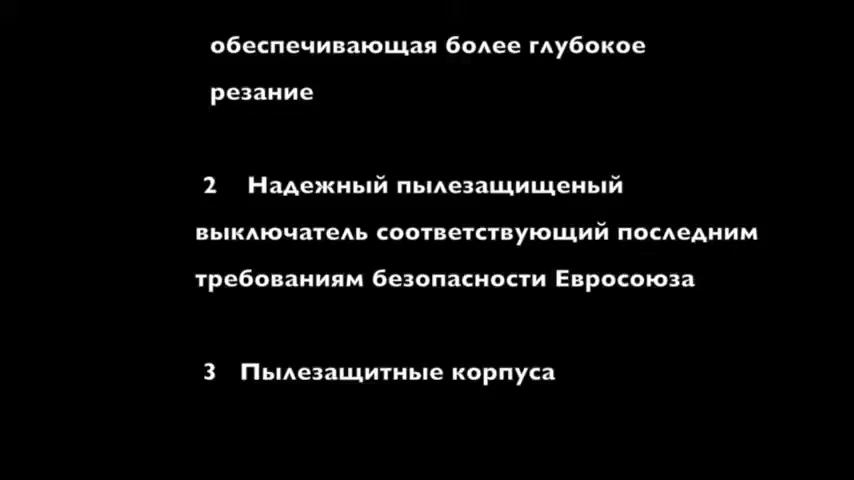 обеспечивающая более глубокое
резание
2 Надежный пылезащищеный
выключатель соответствующий последним
требованиям безопасности Евросоюза
3 Пылезащитные корпуса